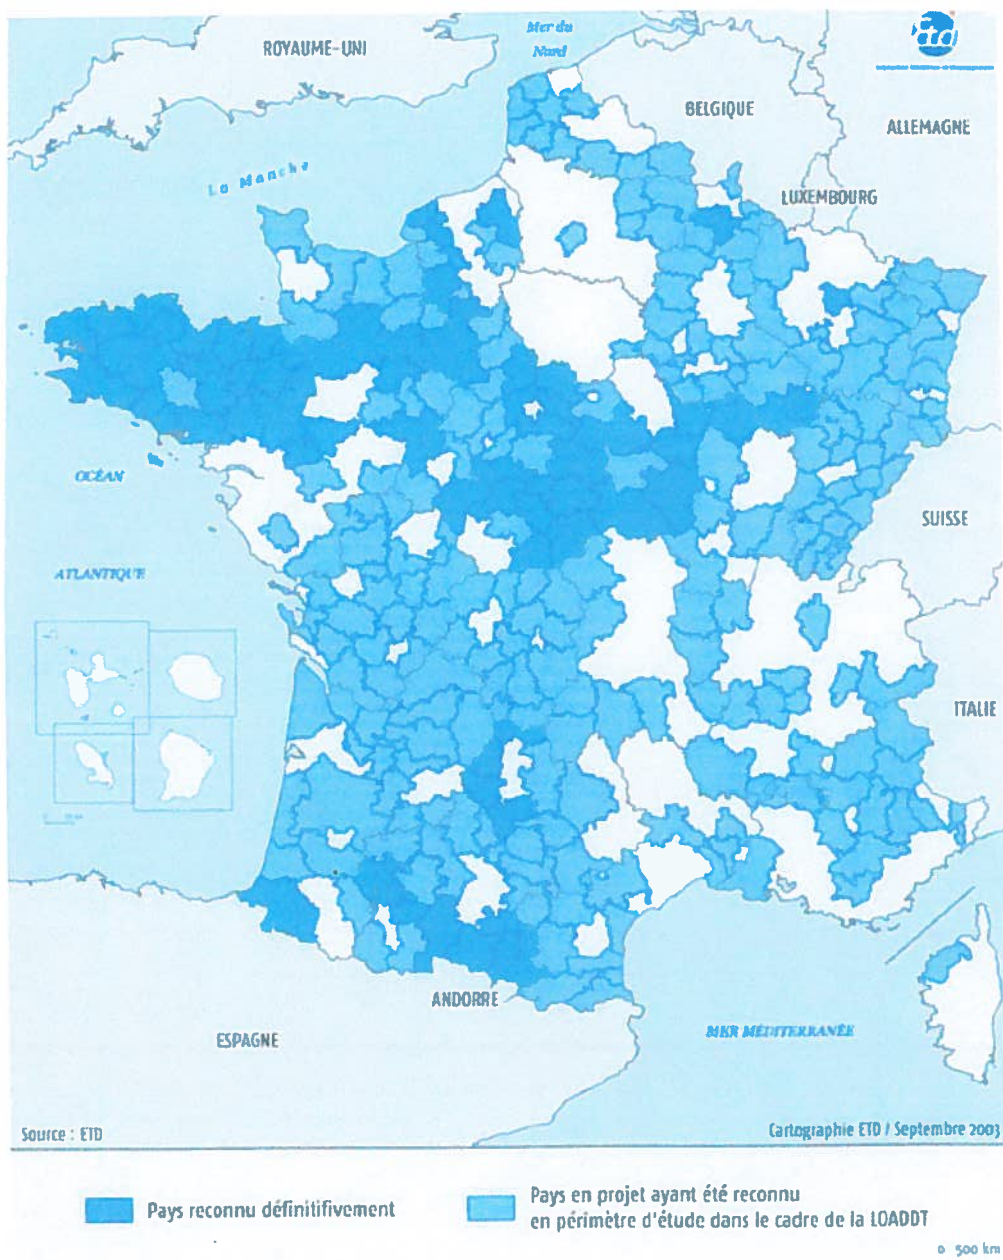 Mer du
Nord
ROYAUME-UNI
etd
BELGIQUE
ALLEMAGNE
La Manche
LUXEMBOURG
OCÉAN
SUISSE
ATLANTIQUE
ITALIE
ANDORRE
MER MÉDITERRANÉE
ESPAGNE
Source : ETD
Cartographie ETD / Septembre 2003
Pays reconnu définitifivement
Pays en projet ayant été reconnu
en périmètre d'étude dans le cadre de la LOADDT
0 500 km